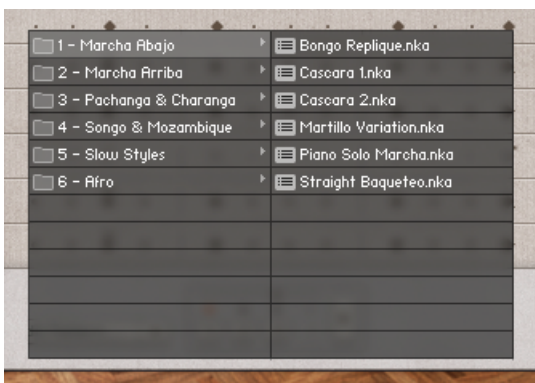 1 - Marcha Abajo
2 - Marcha Arriba
3 - Pachanga & Charanga
4 - Songo & Mozambique
5 - Slow Styles
6 - Afro
Bongo Replique.nka
Cascara 1.nka
Cascara 2.nka
Martillo Variation.nka
Piano Solo Marcha.nka
Straight Baqueteo.nka